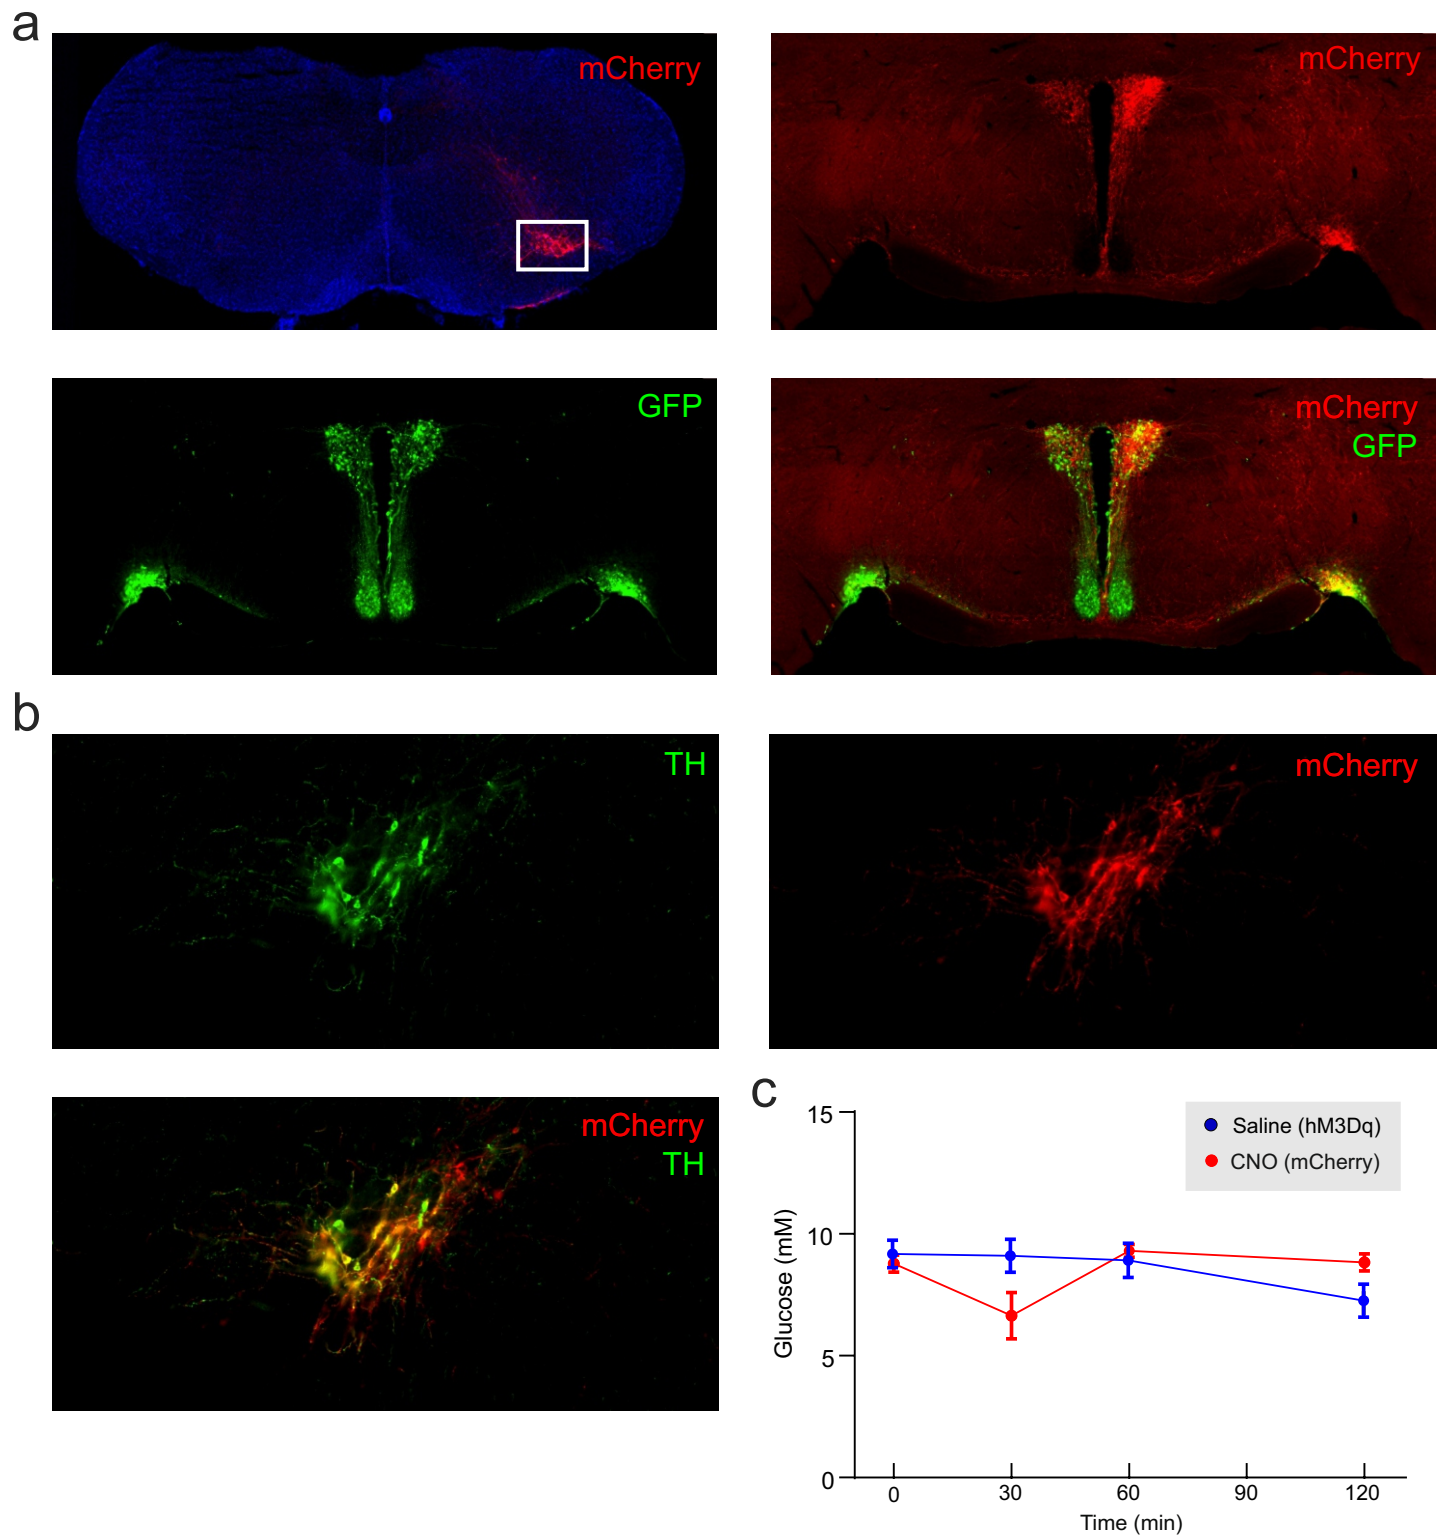 a
mCherry
mCherry
GFP
mCherry
GFP
b
TH
mCherry
mCherry
TH
c
15
10
5
0
Glucose (mM)
Saline (hM3Dq)
CNO (mCherry)
0 30 60 90 120
Time (min)